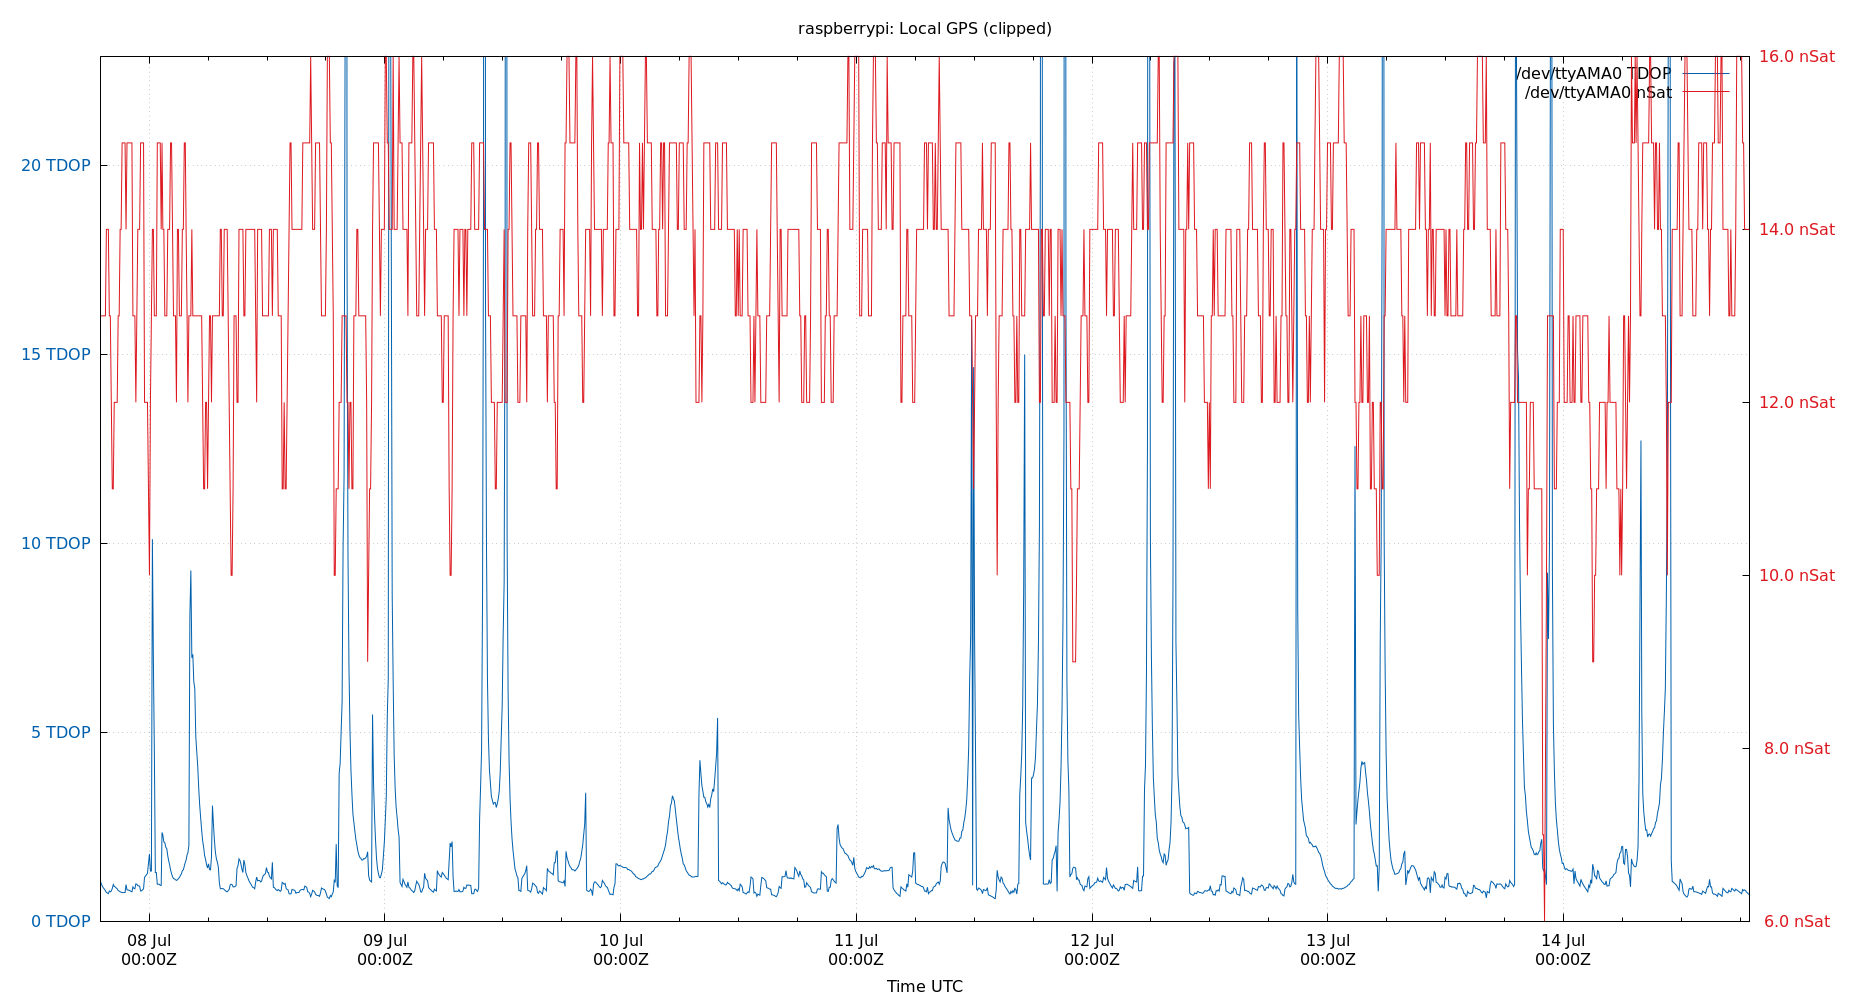 raspberrypi: Local GPS (clipped)
/dev/ttyAMA0 TDOP
/dev/ttyAMA0 nSat
20 TDOP
15 TDOP
10 TDOP
5 TDOP
0 TDOP
16.0 nSat
14.0 nSat
12.0 nSat
10.0 nSat
8.0 nSat
6.0 nSat
08 Jul 09 Jul 10 Jul 11 Jul 12 Jul 13 Jul 14 Jul
00:00Z 00:00Z 00:00Z 00:00Z 00:00Z 00:00Z 00:00Z
Time UTC